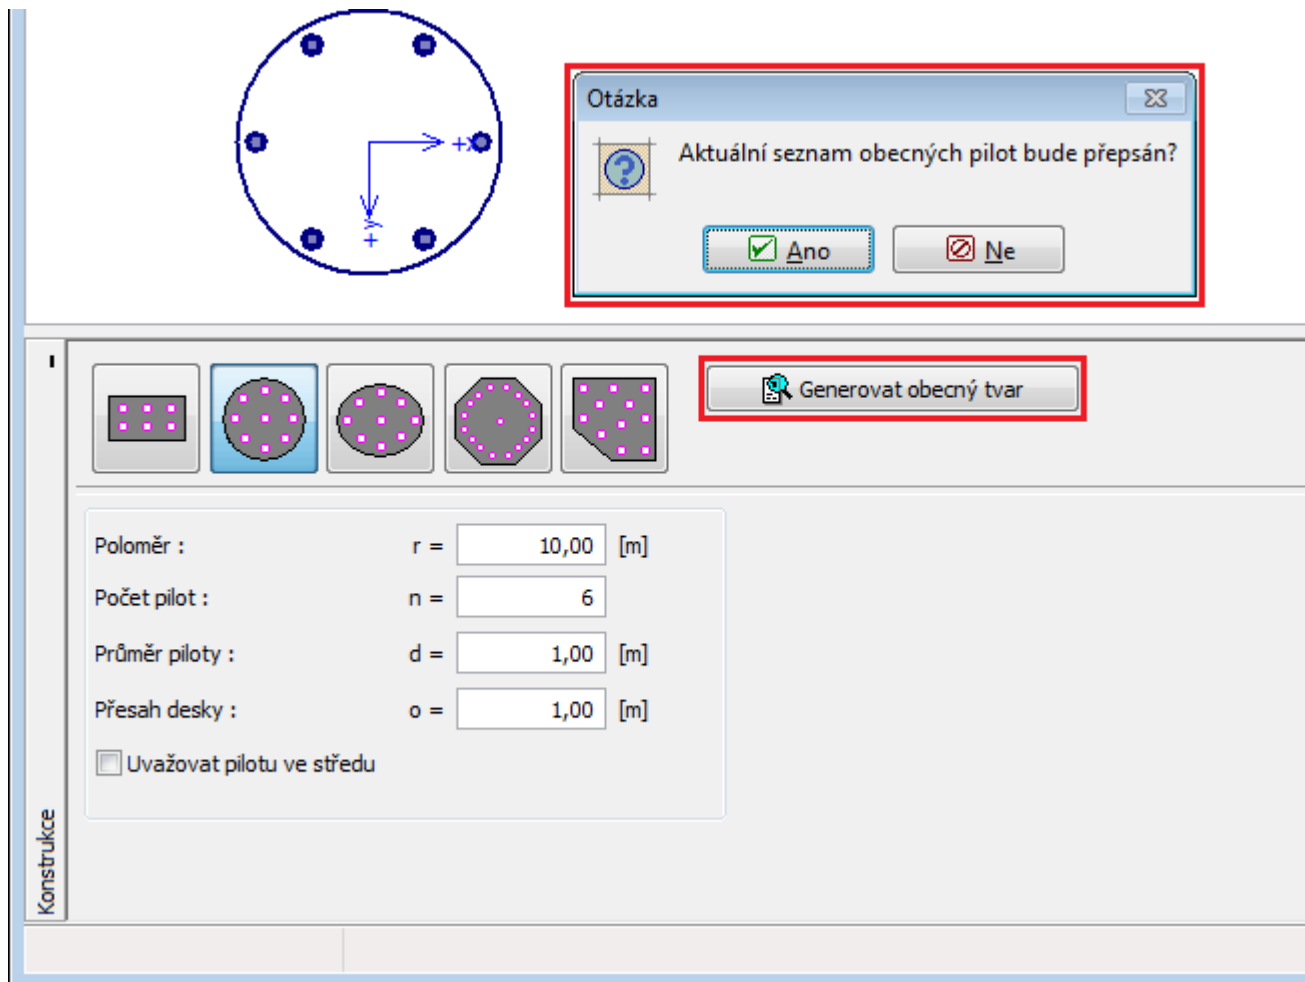 +x
+y
Otázka
Aktuální seznam obecných pilot bude přepsán?
Ano
Ne
Generovat obecný tvar
Poloměr : r = 10,00 [m]
Počet pilot : n = 6
Průměr piloty : d = 1,00 [m]
Přesah desky : o = 1,00 [m]
Uvažovat pilotu ve středu
Konstrukce